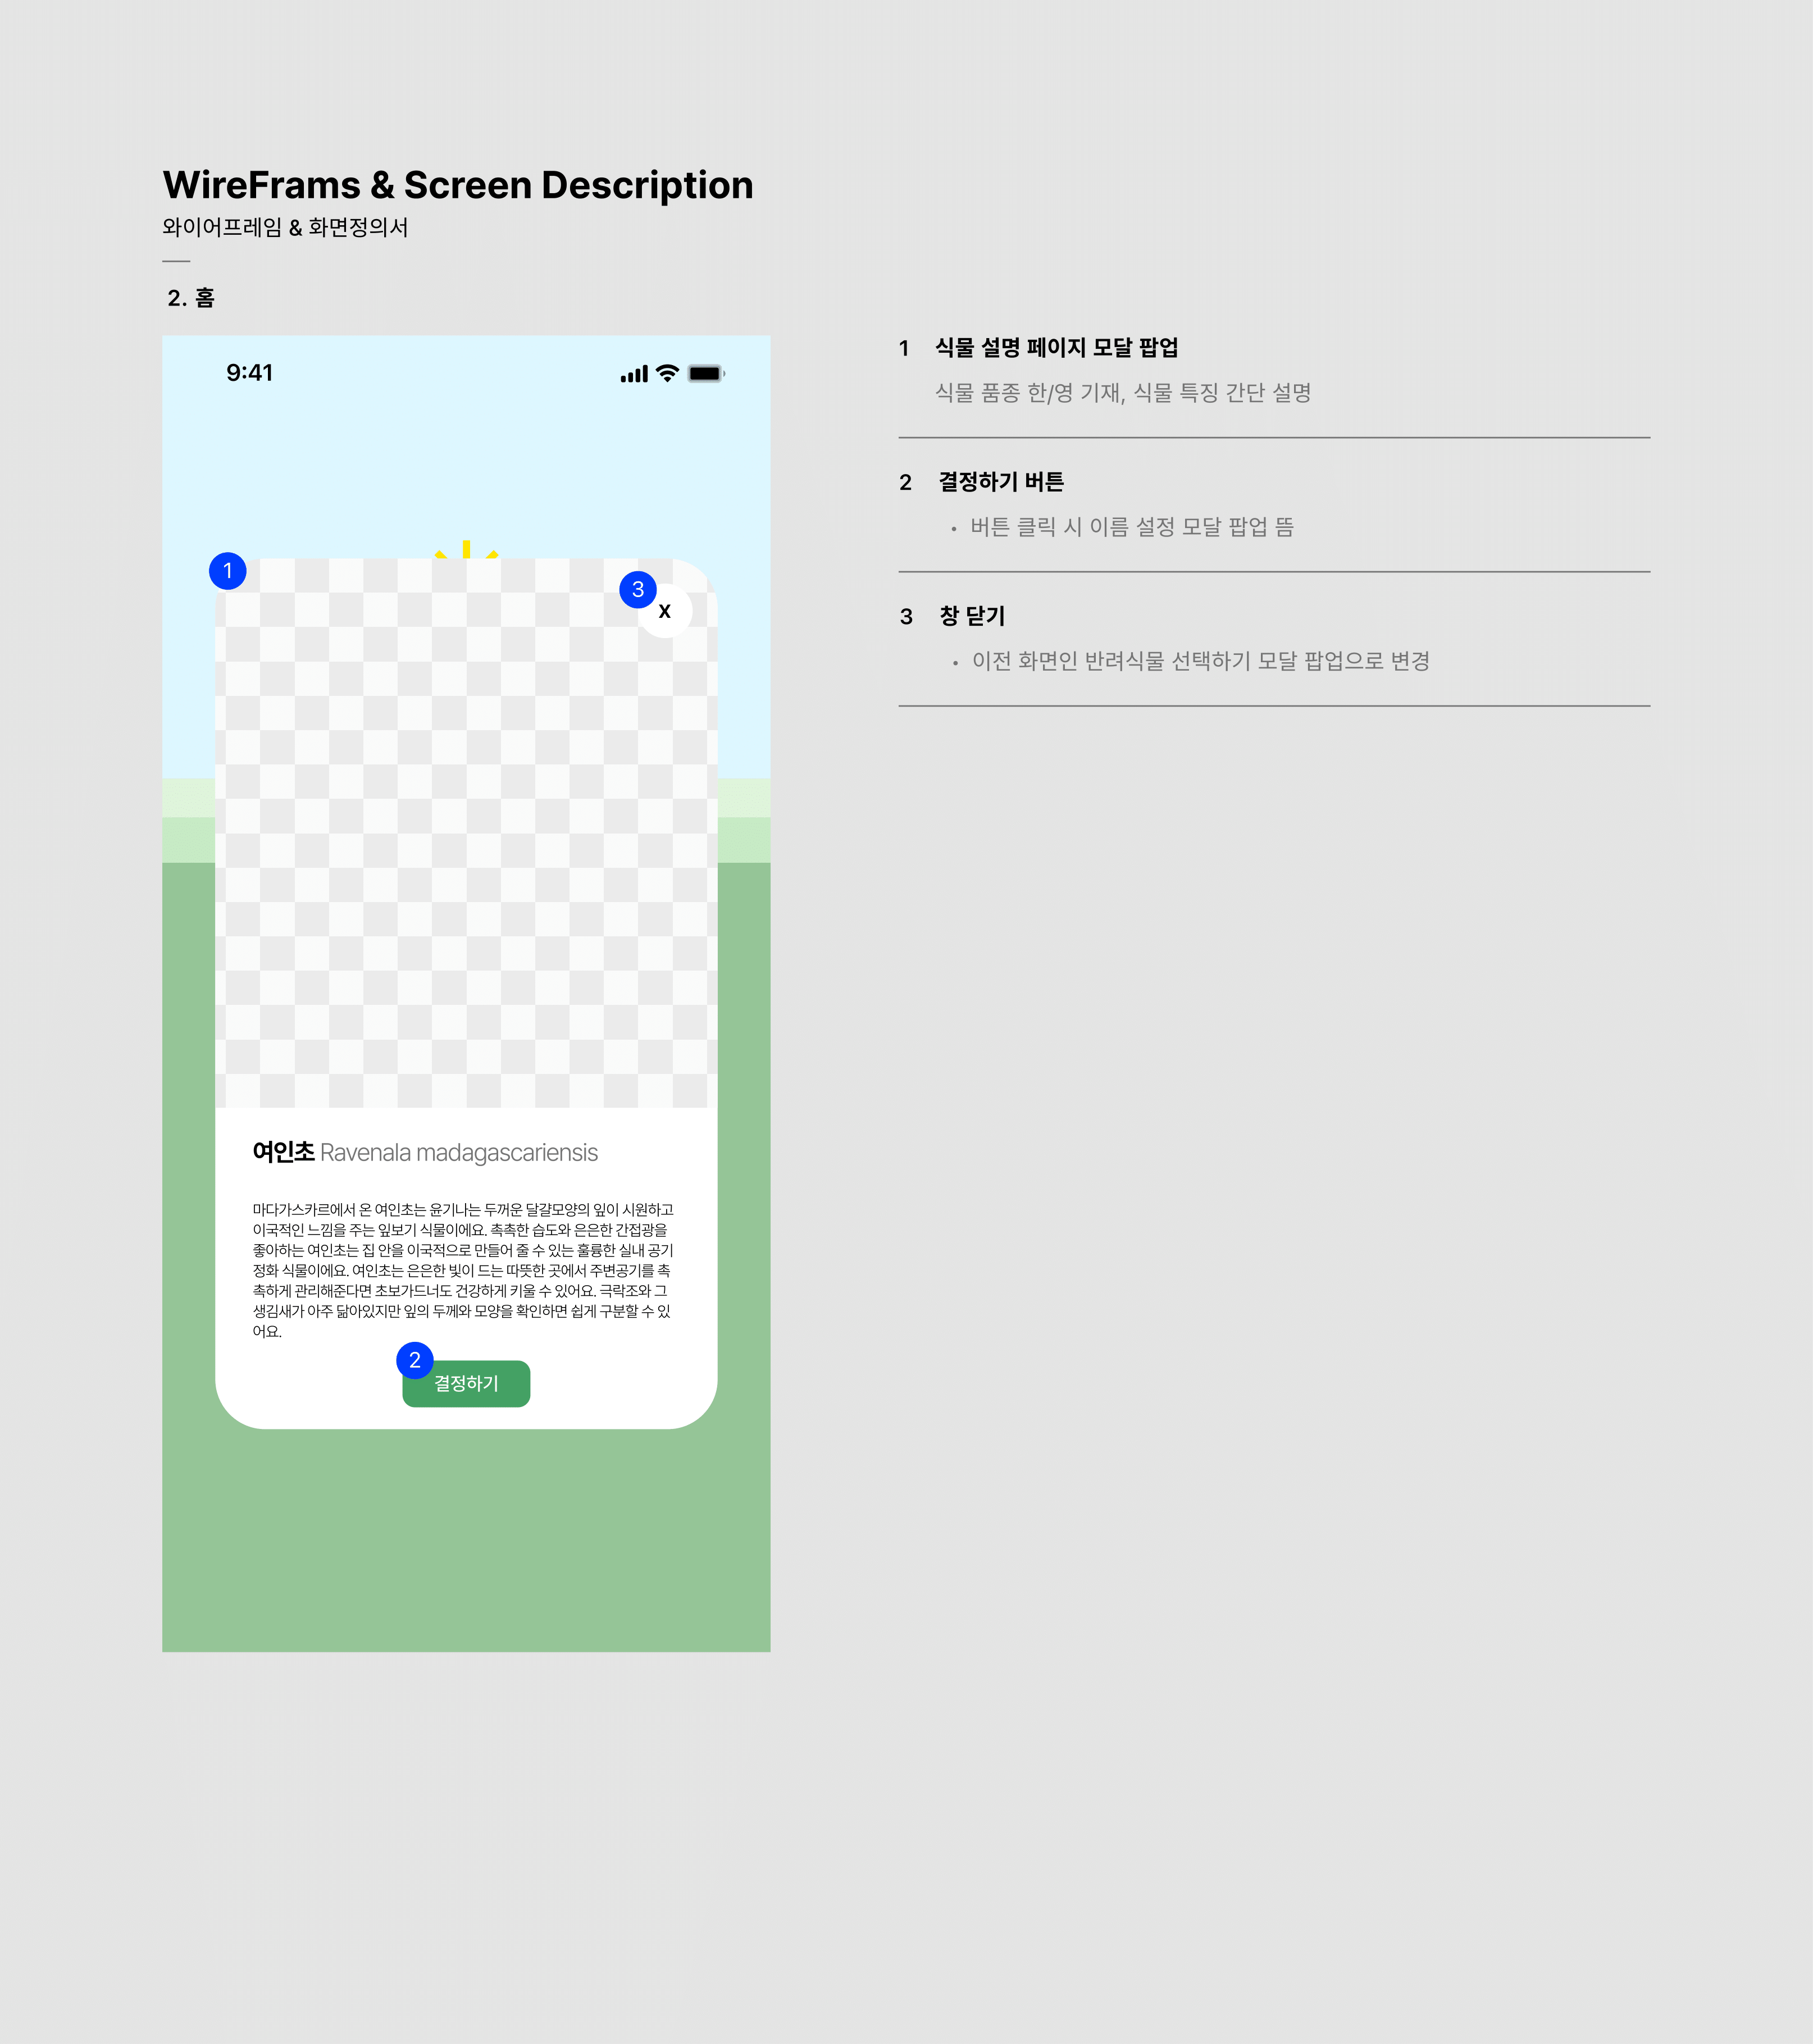 WireFrams & Screen Description
와이어프레임 & 화면정의서
2. 홈
9:41
1
3
X
여인초 Ravenala madagascariensis
마다가스카르에서 온 여인초는 윤기나는 두꺼운 달걀모양의 잎이 시원하고
이국적인 느낌을 주는 잎보기 식물이에요. 촉촉한 습도와 은은한 간접광을
좋아하는 여인초는 집 안을 이국적으로 만들어 줄 수 있는 훌륭한 실내 공기
정화 식물이에요. 여인초는 은은한 빛이 드는 따뜻한 곳에서 주변공기를 촉
촉하게 관리해준다면 초보가드너도 건강하게 키울 수 있어요. 극락조와 그
생김새가 아주 닮아있지만 잎의 두께와 모양을 확인하면 쉽게 구분할 수 있
어요.
2
결정하기
1 식물 설명 페이지 모달 팝업
식물 품종 한/영 기재, 식물 특징 간단 설명
2 결정하기 버튼
• 버튼 클릭 시 이름 설정 모달 팝업 뜸
3 창 닫기
• 이전 화면인 반려식물 선택하기 모달 팝업으로 변경